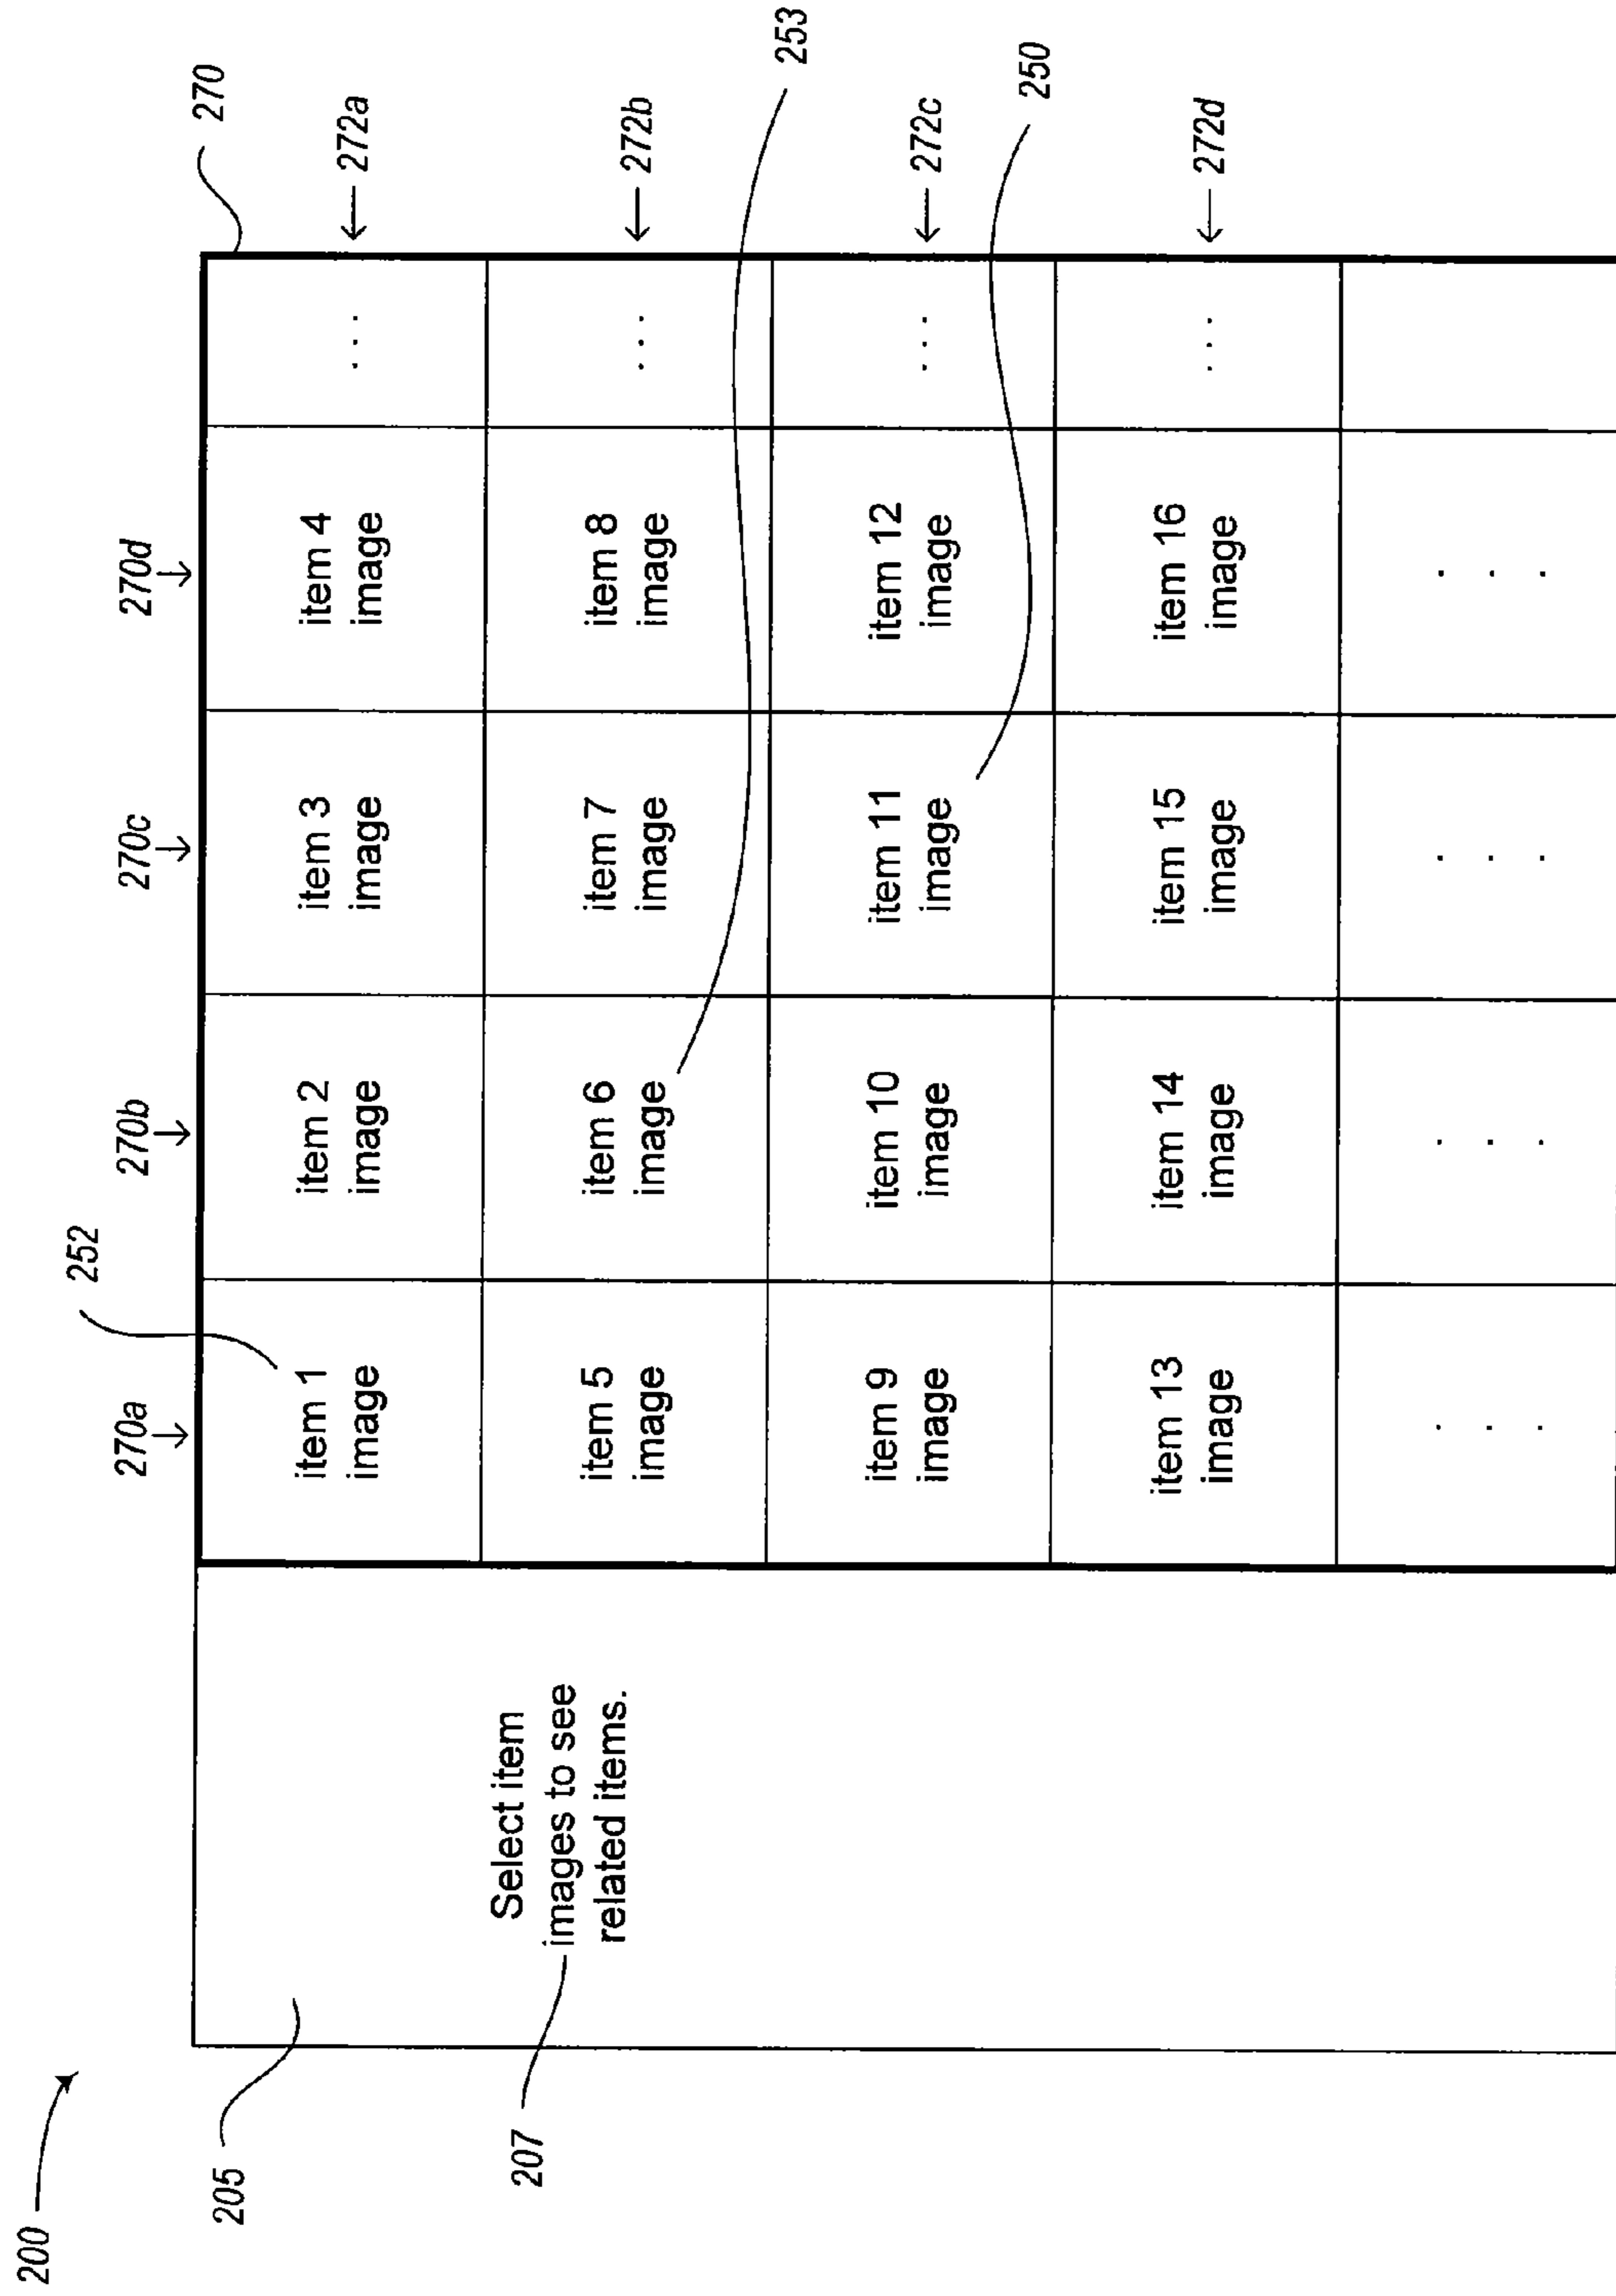 200
205
207
Select item
images to see
related items.
252
270a
270b
270c
270d
270
item 1
image
item 2
image
item 3
image
item 4
image
. . .
272a
item 5
image
item 6
image
item 7
image
item 8
image
. . .
272b
253
item 9
image
item 10
image
item 11
image
item 12
image
. . .
272c
250
item 13
image
item 14
image
item 15
image
item 16
image
. . .
272d
. . .
. . .
. . .
. . .